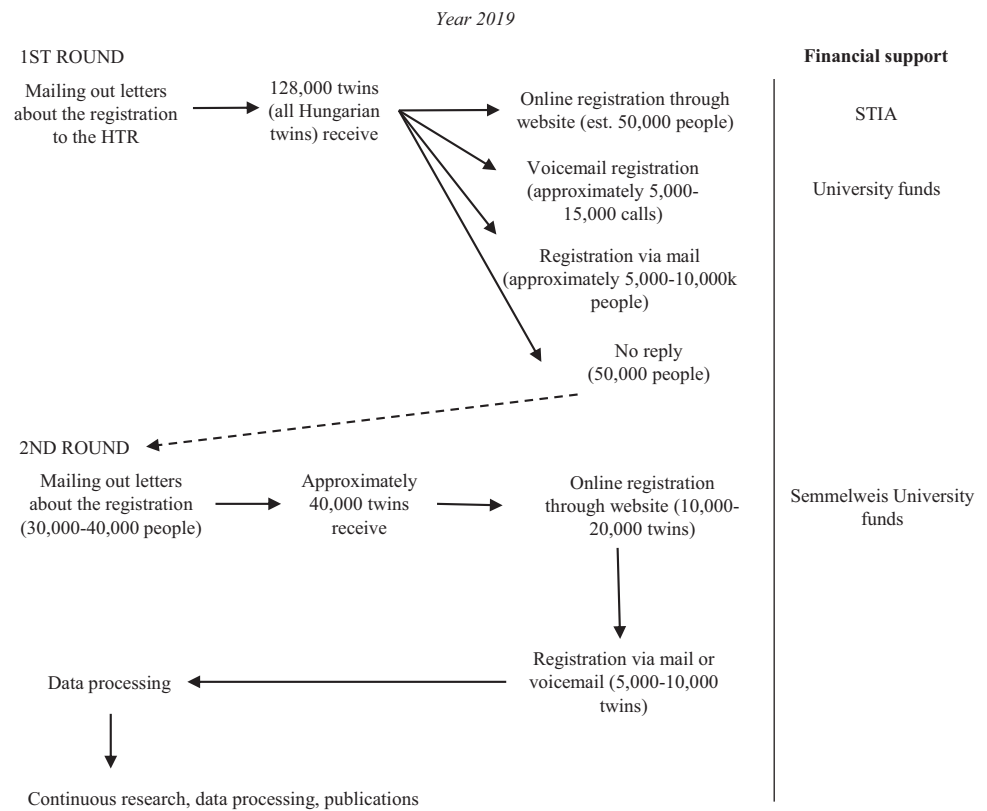 Year 2019
1ST ROUND
Financial support
Mailing out letters
about the registration
to the HTR
128,000 twins
(all Hungarian
twins) receive
Online registration through
website (est. 50,000 people)
STIA
Voicemail registration
(approximately 5,000-
15,000 calls)
University funds
Registration via mail
(approximately 5,000-10,000k
people)
No reply
(50,000 people)
2ND ROUND
Mailing out letters
about the registration
(30,000-40,000 people)
Approximately
40,000 twins
receive
Online registration
through website (10,000-
20,000 twins)
Semmelweis University
funds
Registration via mail or
voicemail (5,000-10,000
twins)
Data processing
Continuous research, data processing, publications